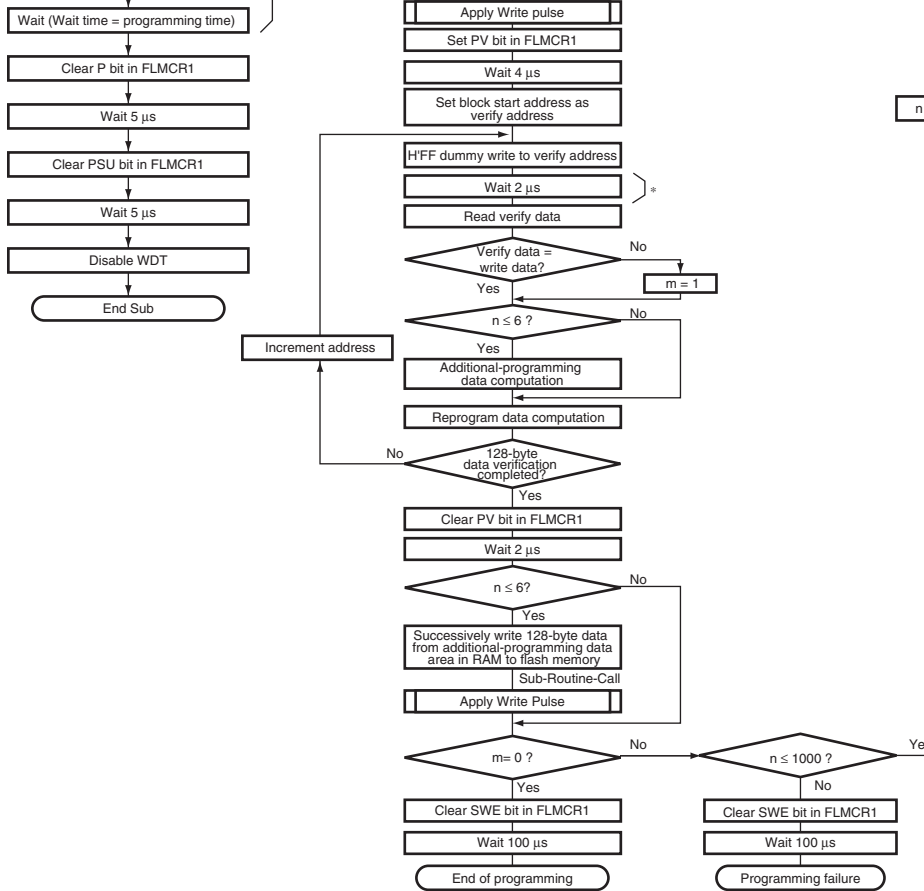 Wait (Wait time = programming time)
Clear P bit in FLMCR1
Wait 5 μs
Clear PSU bit in FLMCR1
Wait 5 μs
Disable WDT
End Sub
Increment address
Apply Write pulse
Set PV bit in FLMCR1
Wait 4 μs
Set block start address as
verify address
H'FF dummy write to verify address
Wait 2 μs
*
Read verify data
Verify data =
write data?
No
Yes
m = 1
n ≤ 6 ?
No
Yes
Additional-programming
data computation
Reprogram data computation
128-byte
data verification
completed?
No
Yes
Clear PV bit in FLMCR1
Wait 2 μs
n ≤ 6?
No
Yes
Successively write 128-byte data
from additional-programming data
area in RAM to flash memory
Sub-Routine-Call
Apply Write Pulse
m= 0 ?
No
Yes
Clear SWE bit in FLMCR1
Wait 100 μs
End of programming
n ≤ 1000 ?
No
Clear SWE bit in FLMCR1
Wait 100 μs
Programming failure
n